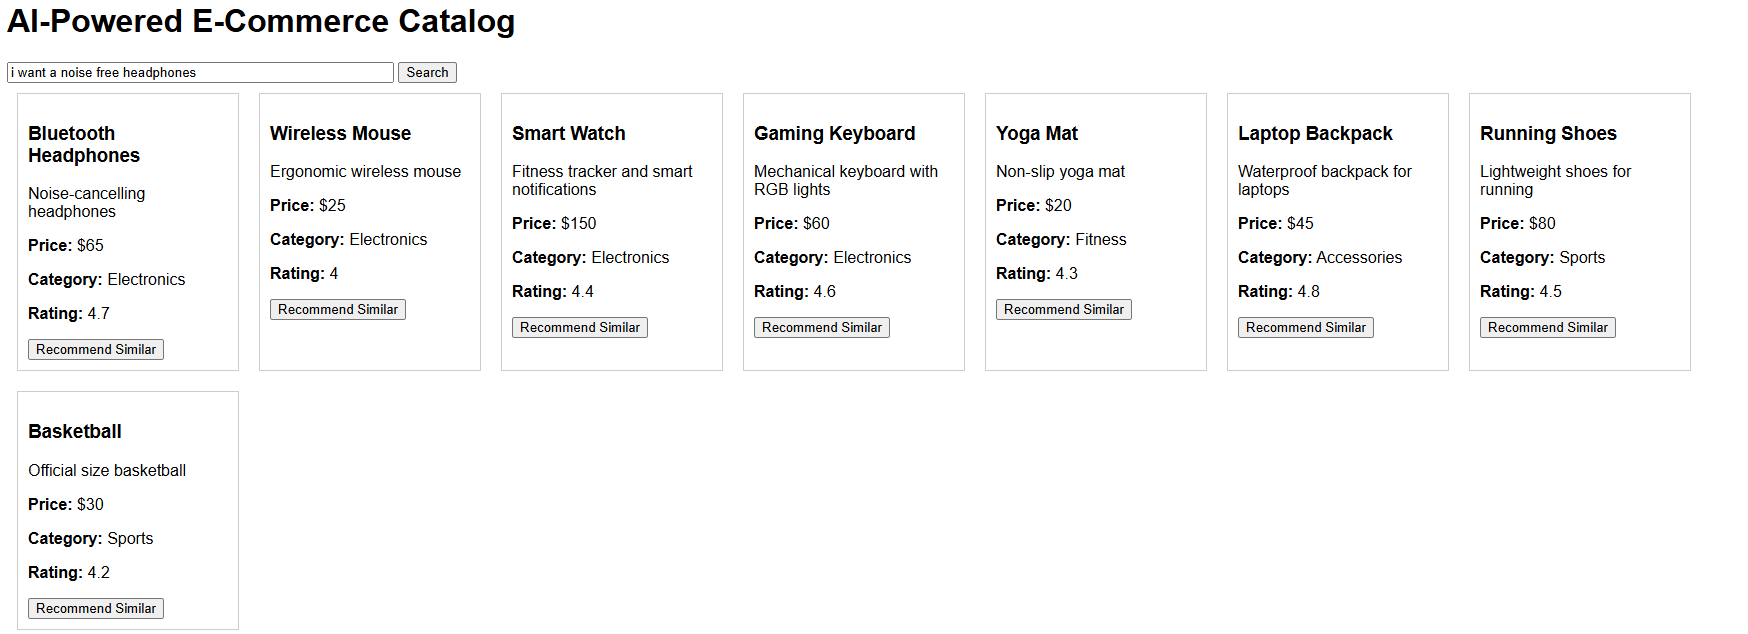 AI-Powered E-Commerce Catalog
i want a noise free headphones
Search
Bluetooth
Headphones
Noise-cancelling
headphones
Price: $65
Category: Electronics
Rating: 4.7
Recommend Similar
Wireless Mouse
Ergonomic wireless mouse
Price: $25
Category: Electronics
Rating: 4
Recommend Similar
Smart Watch
Fitness tracker and smart
notifications
Price: $150
Category: Electronics
Rating: 4.4
Recommend Similar
Gaming Keyboard
Mechanical keyboard with
RGB lights
Price: $60
Category: Electronics
Rating: 4.6
Recommend Similar
Yoga Mat
Non-slip yoga mat
Price: $20
Category: Fitness
Rating: 4.3
Recommend Similar
Laptop Backpack
Waterproof backpack for
laptops
Price: $45
Category: Accessories
Rating: 4.8
Recommend Similar
Running Shoes
Lightweight shoes for
running
Price: $80
Category: Sports
Rating: 4.5
Recommend Similar
Basketball
Official size basketball
Price: $30
Category: Sports
Rating: 4.2
Recommend Similar